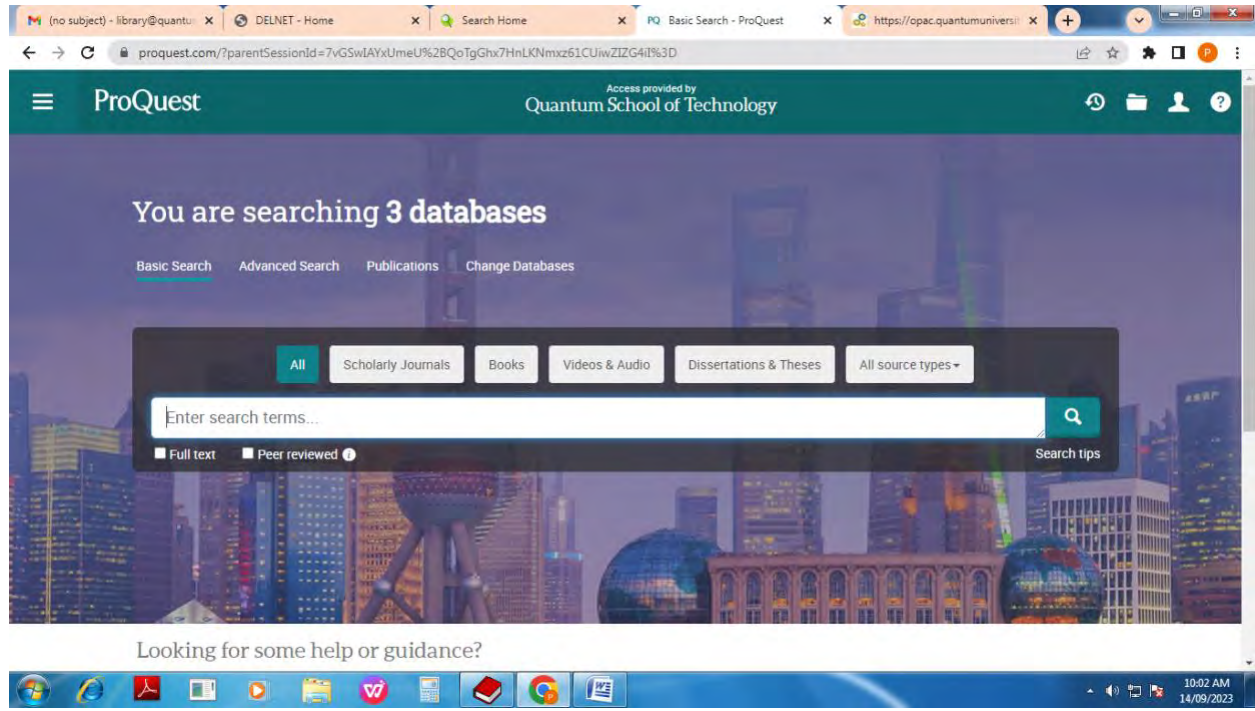 (no subject) - library@quantu
DELNET - Home
Search Home
PQ Basic Search - ProQuest
https://opac.quantumuniversit
proquest.com/?parentSessionId=7vGSwIAYxUmeU%2BQoTgGhx7HnLKNmxz61CUiwZIZG4iI%3D
P
ProQuest
Access provided by
Quantum School of Technology
You are searching 3 databases
Basic Search Advanced Search Publications Change Databases
All Scholarly Journals Books Videos & Audio Dissertations & Theses All source types
Enter search terms...
Full text Peer reviewed
Search tips
Looking for some help or guidance?
10:02 AM
14/09/2023